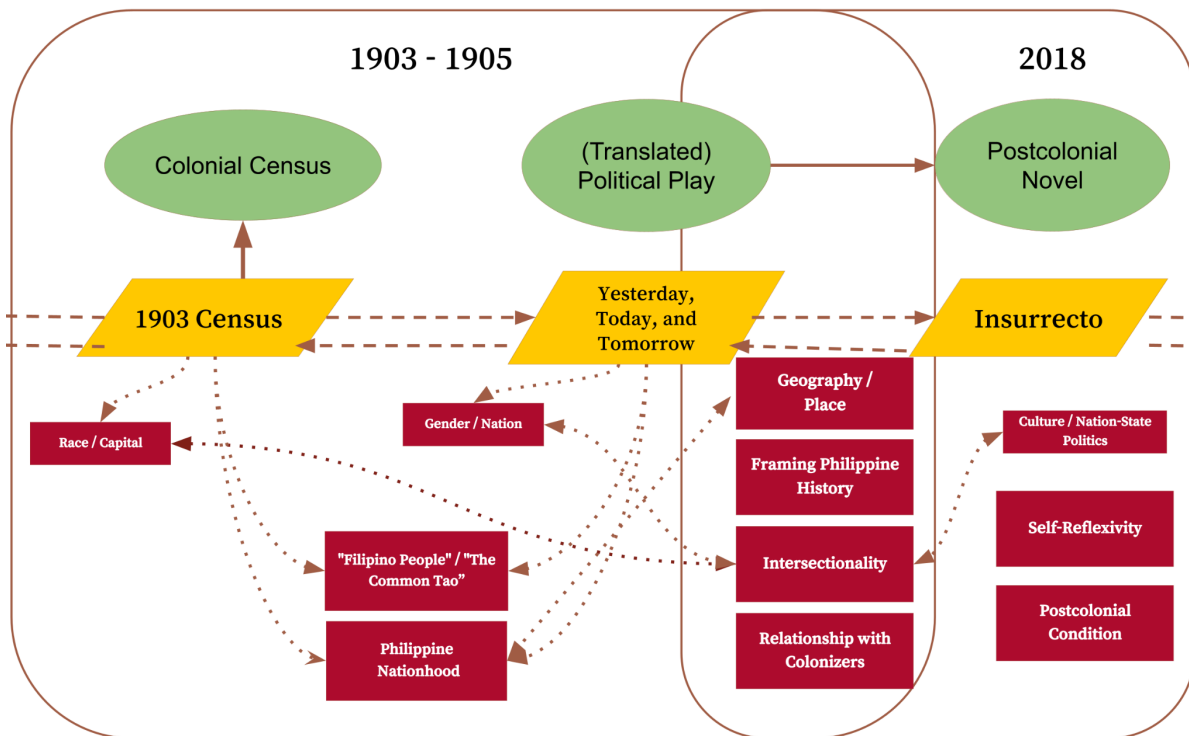 1903 - 1905
2018
Colonial Census
(Translated)
Political Play
Postcolonial
Novel
1903 Census
Yesterday,
Today, and
Tomorrow
Insurrecto
Race / Capital
Gender / Nation
Geography /
Place
Culture / Nation-State
Politics
Framing Philippine
History
Self-Reflexivity
"Filipino People" / "The
Common Tao”
Intersectionality
Postcolonial
Condition
Philippine
Nationhood
Relationship with
Colonizers